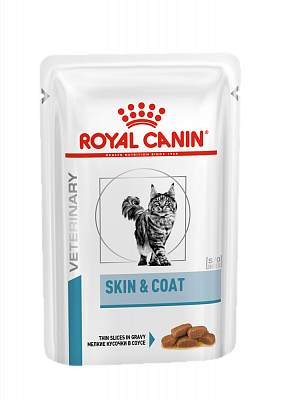 ROYAL CANIN
VETERINARY
SKIN & COAT
THIN SLICES IN GRAVY
МЕЛКИЕ КУСОЧКИ В СОУСЕ